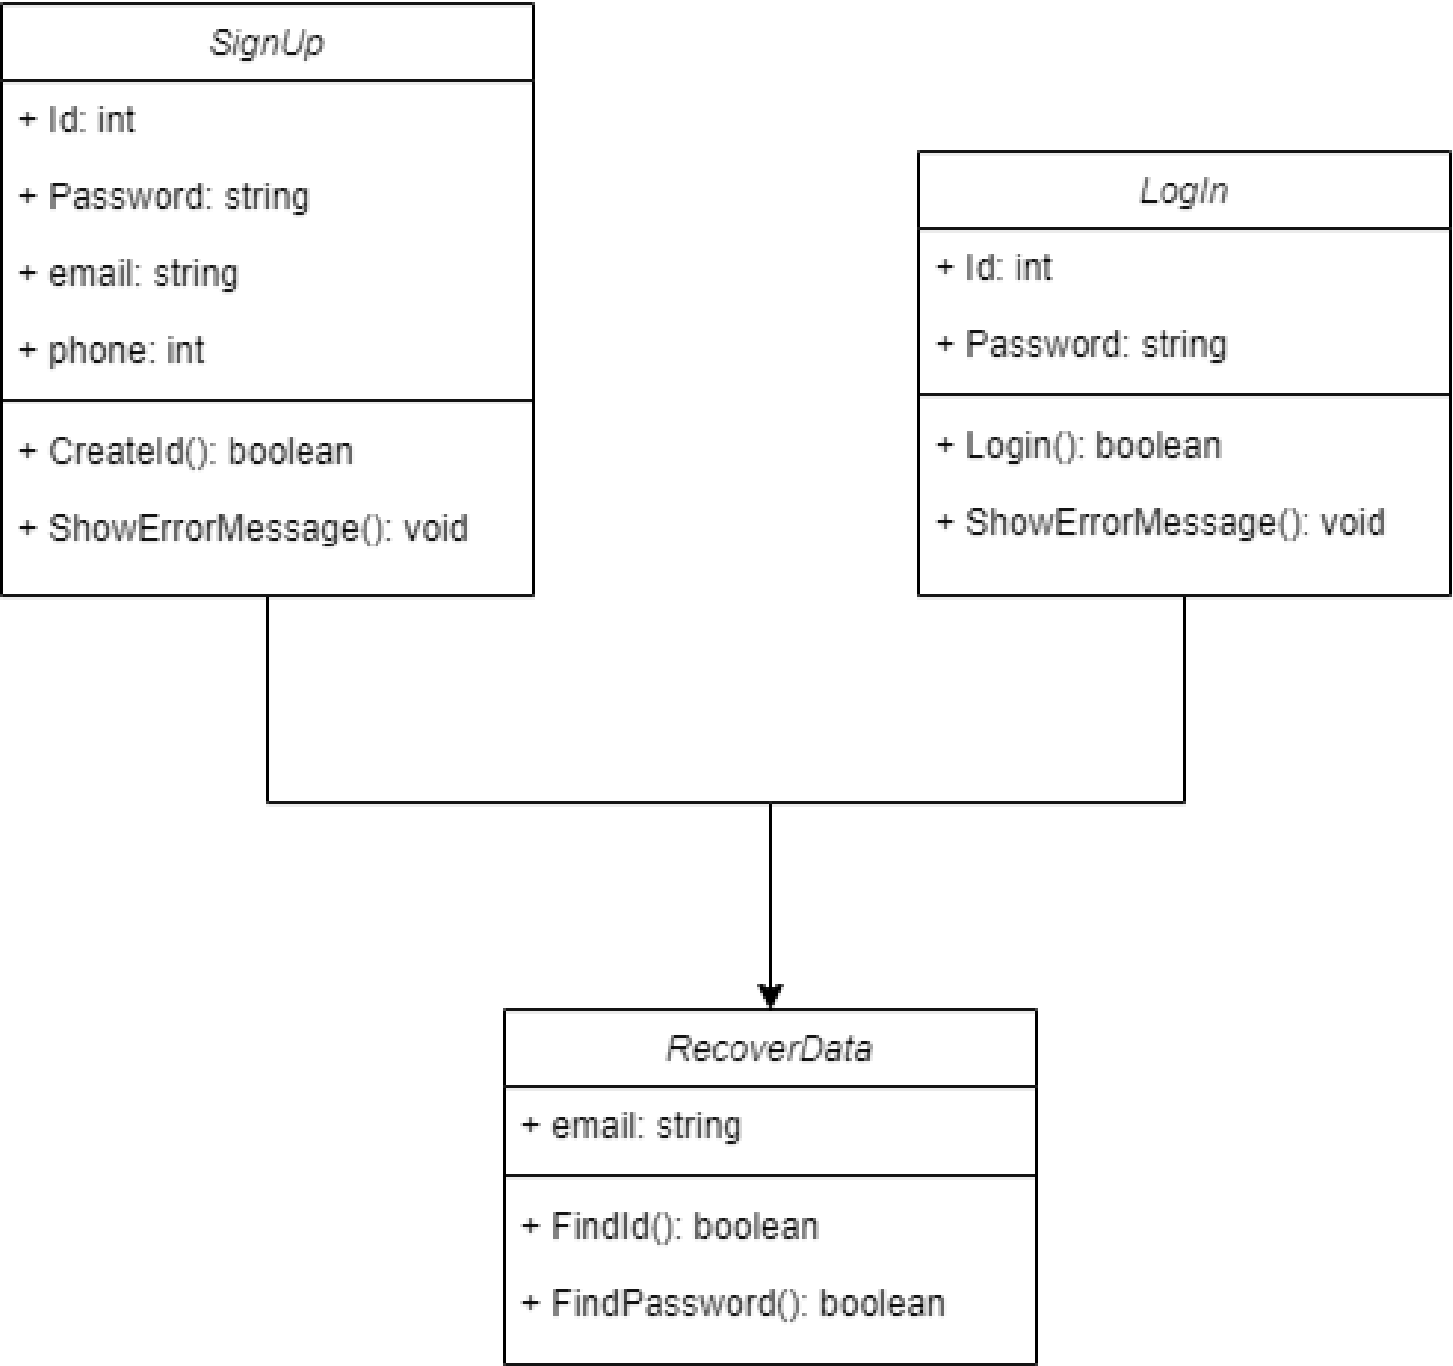 SignUp
+ Id: int
+ Password: string
+ email: string
+ phone: int
+ CreateId(): boolean
+ ShowErrorMessage(): void
LogIn
+ Id: int
+ Password: string
+ Login(): boolean
+ ShowErrorMessage(): void
RecoverData
+ email: string
+ FindId(): boolean
+ FindPassword(): boolean